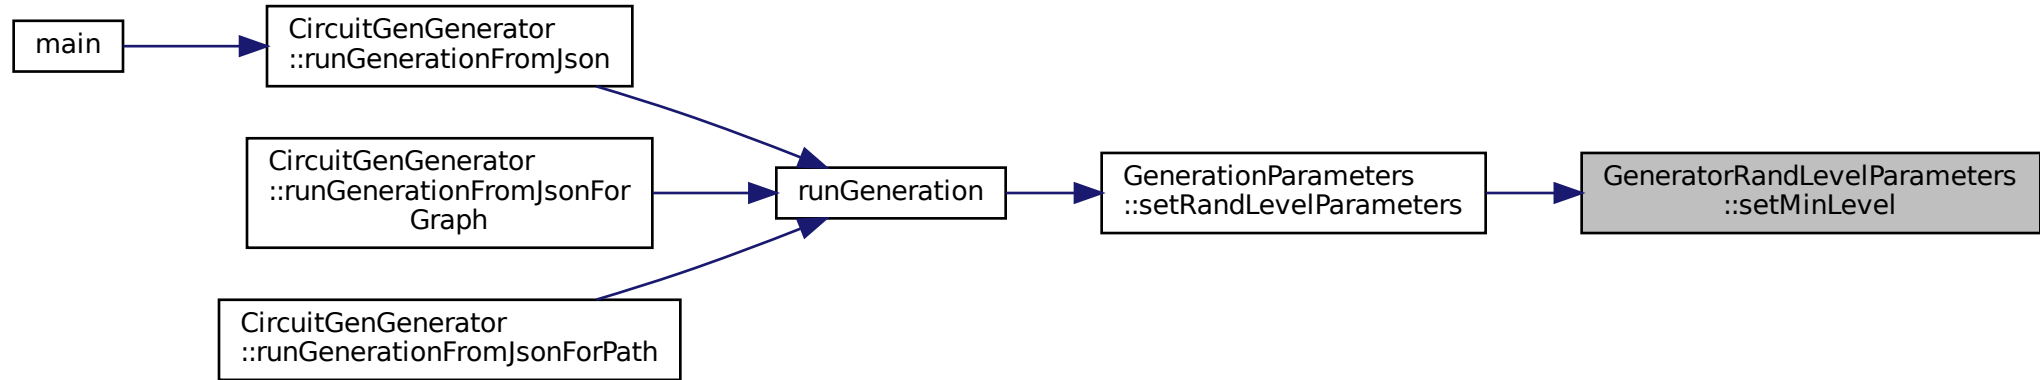 main
CircuitGenGenerator
::runGenerationFromJson
CircuitGenGenerator
::runGenerationFromJsonFor
Graph
CircuitGenGenerator
::runGenerationFromJsonForPath
runGeneration
GenerationParameters
::setRandLevelParameters
GeneratorRandLevelParameters
::setMinLevel